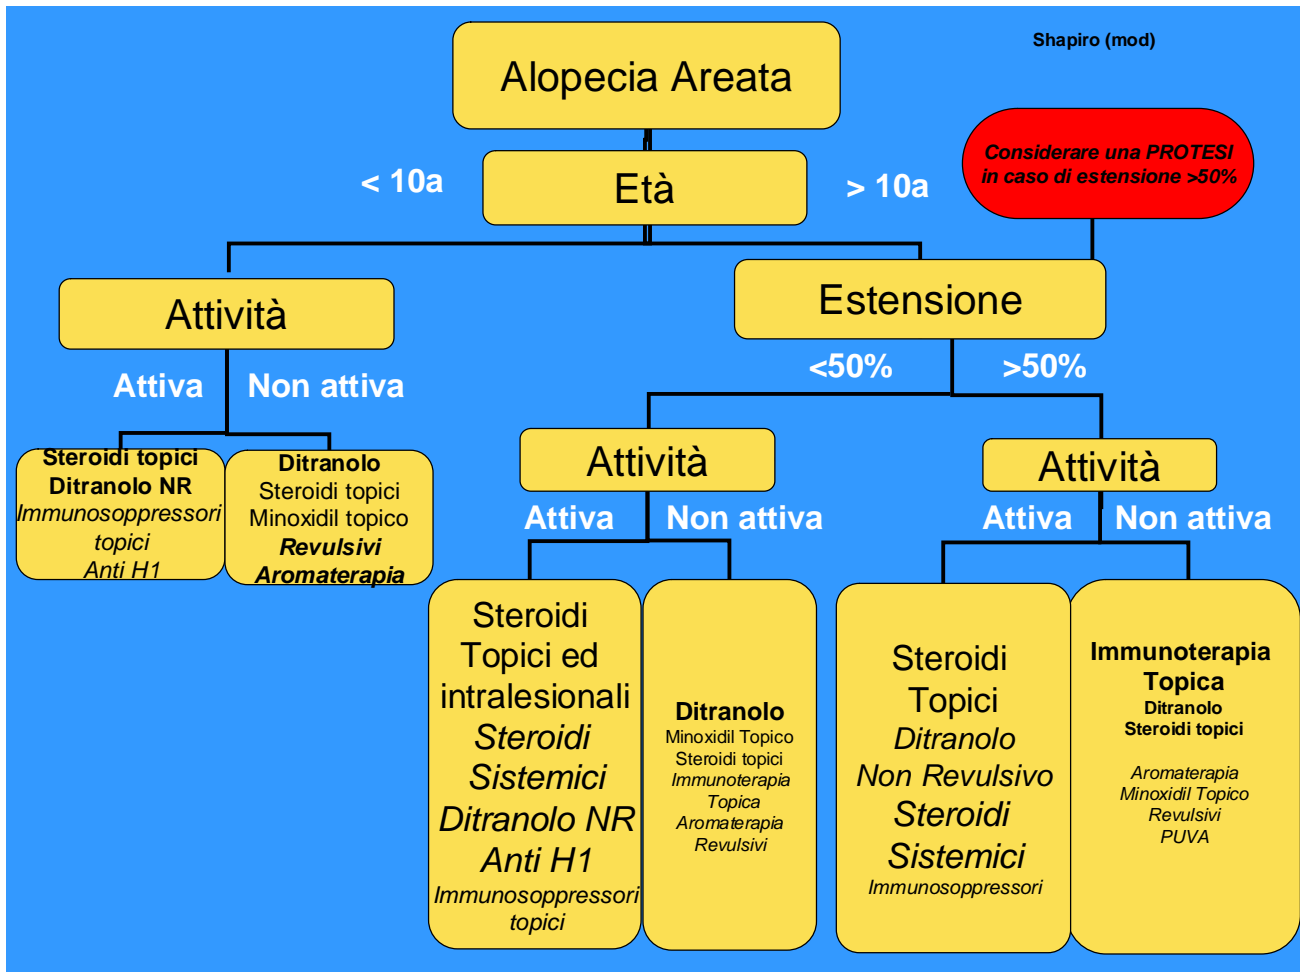 Shapiro (mod)
Alopecia Areata
Considerare una PROTESI
in caso di estensione >50%
< 10a
Età
> 10a
Attività
Estensione
Attiva
Non attiva
<50%
>50%
Steroidi topici
Ditranolo NR
Immunosoppressori
topici
Anti H1
Ditranolo
Steroidi topici
Minoxidil topico
Revulsivi
Aromaterapia
Attività
Attiva
Non attiva
Attività
Attiva
Non attiva
Steroidi
Topici ed
intralesionali
Steroidi
Sistemici
Ditranolo NR
Anti H1
Immunosoppressori
topici
Ditranolo
Minoxidil Topico
Steroidi topici
Immunoterapia
Topica
Aromaterapia
Revulsivi
Steroidi
Topici
Ditranolo
Non Revulsivo
Steroidi
Sistemici
Immunosoppressori
Immunoterapia
Topica
Ditranolo
Steroidi topici
Aromaterapia
Minoxidil Topico
Revulsivi
PUVA